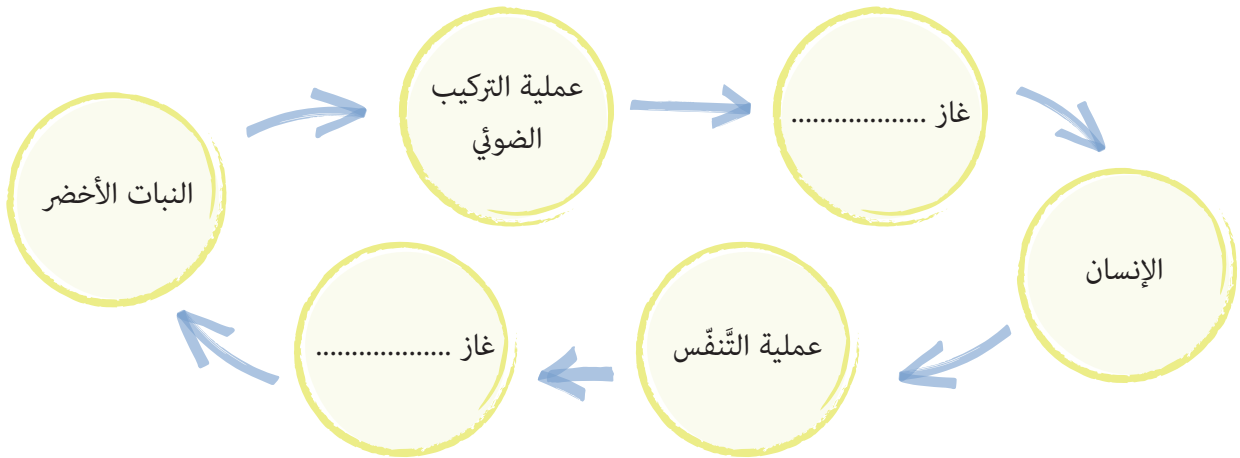 النبات الأخضر
عملية التركيب
الضوئي
غاز ...................
الإنسان
عملية التَّنفّس
غاز ...................